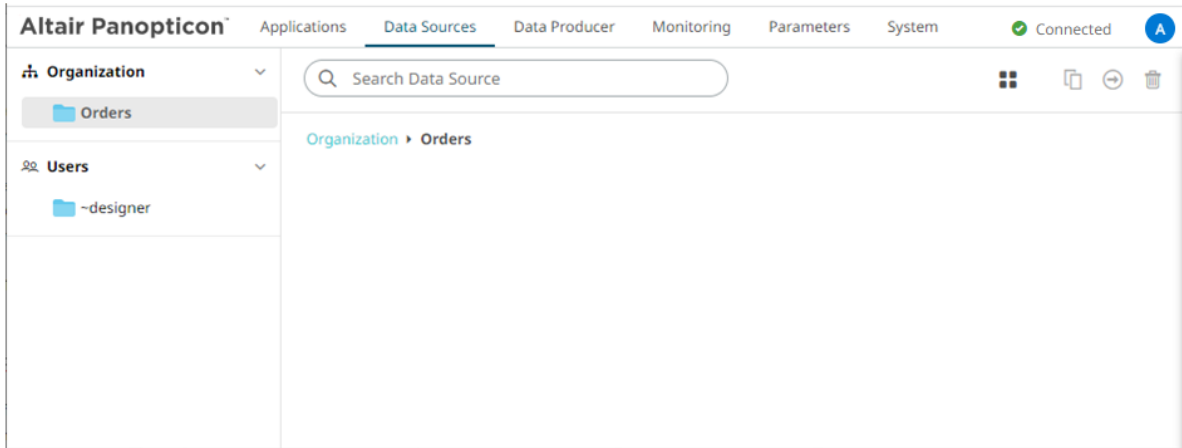 Altair Panopticon™ Applications Data Sources Data Producer Monitoring Parameters System Connected A
Organization
Orders
Users
~designer
Search Data Source
Organization Orders